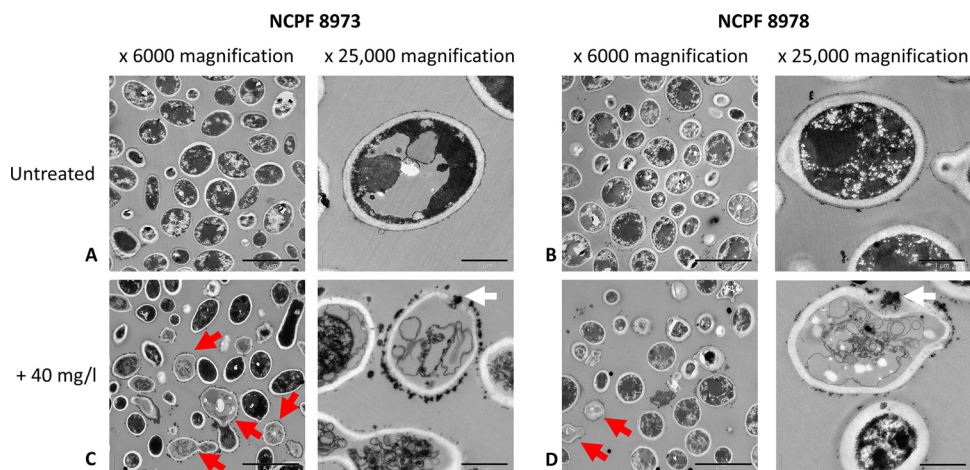 NCPF 8973
NCPF 8978
x 6000 magnification
x 25,000 magnification
x 6000 magnification
x 25,000 magnification
Untreated
A
B
1 µm
+ 40 mg/l
C
D